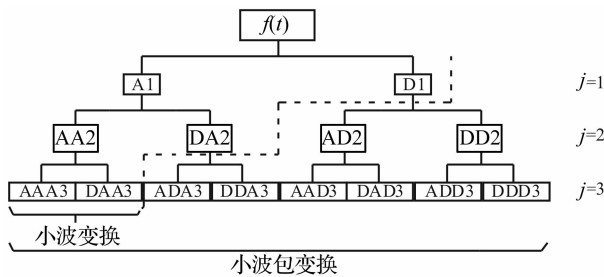 f(t)
A1 D1 j=1
AA2 DA2 AD2 DD2 j=2
AAA3 DAA3 ADA3 DDA3 AAD3 DAD3 ADD3 DDD3 j=3
小波变换
小波包变换